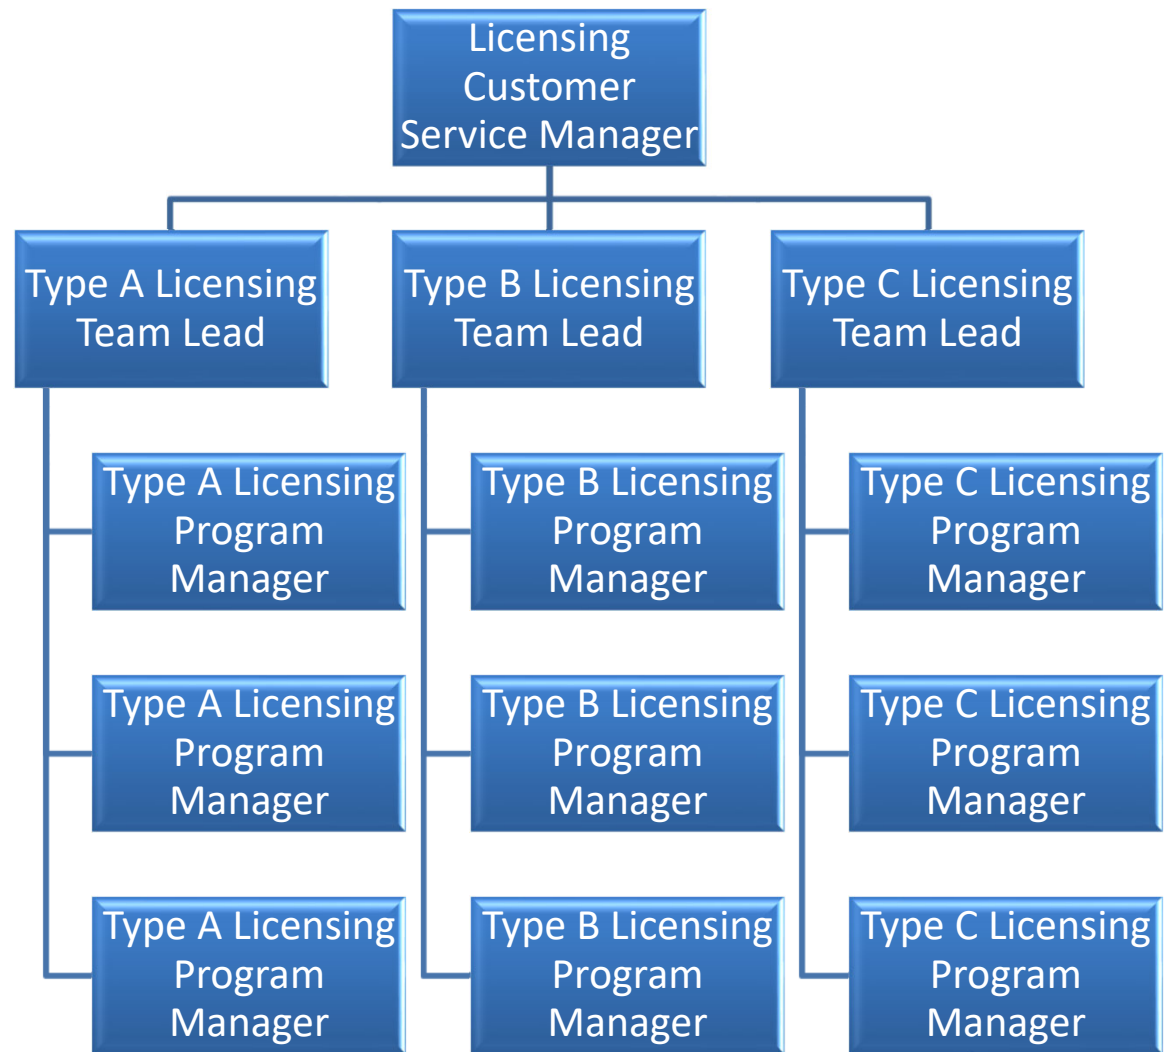 Licensing
Customer
Service Manager
Type A Licensing
Team Lead
Type B Licensing
Team Lead
Type C Licensing
Team Lead
Type A Licensing
Program
Manager
Type B Licensing
Program
Manager
Type C Licensing
Program
Manager
Type A Licensing
Program
Manager
Type B Licensing
Program
Manager
Type C Licensing
Program
Manager
Type A Licensing
Program
Manager
Type B Licensing
Program
Manager
Type C Licensing
Program
Manager